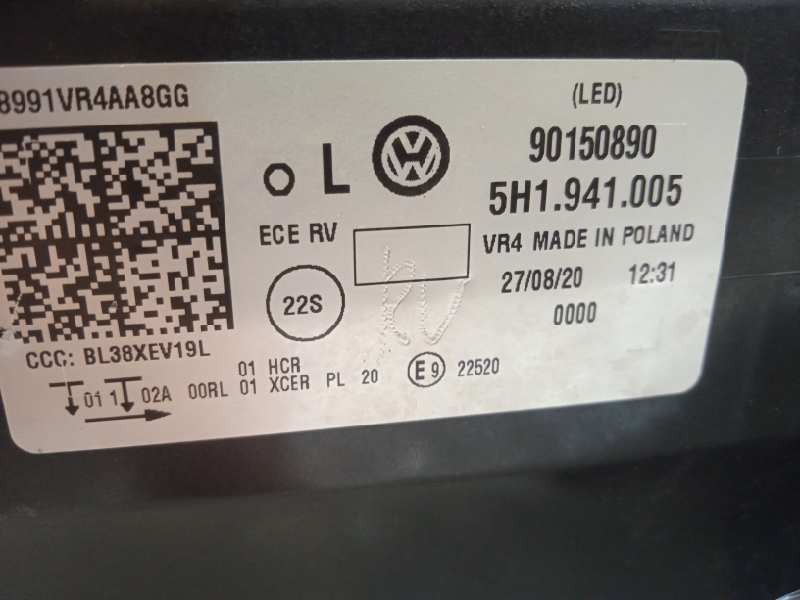 8991VR4AA8GG
(LED)
L
90150890
5H1.941.005
ECE RV
VR4 MADE IN POLAND
22S
27/08/20 12:31
0000
CCC: BL38XEV19L
01 HCR
01 1 02A 00RL 01 XCER PL 20 E9 22520